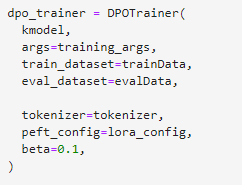 dpo_trainer = DPOTrainer(
    kmodel,
    args=training_args,
    train_dataset=trainData,
    eval_dataset=evalData,

    tokenizer=tokenizer,
    peft_config=lora_config,
    beta=0.1,
)